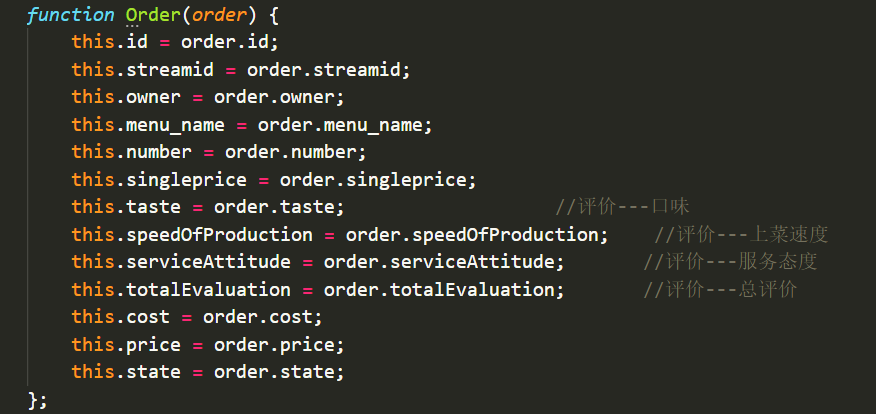 function Order(order) {
this.id = order.id;
this.streamid = order.streamid;
this.owner = order.owner;
this.menu_name = order.menu_name;
this.number = order.number;
this.singleprice = order.singleprice;
this.taste = order.taste; //评价---口味
this.speedOfProduction = order.speedOfProduction; //评价---上菜速度
this.serviceAttitude = order.serviceAttitude; //评价---服务态度
this.totalEvaluation = order.totalEvaluation; //评价---总评价
this.cost = order.cost;
this.price = order.price;
this.state = order.state;
};